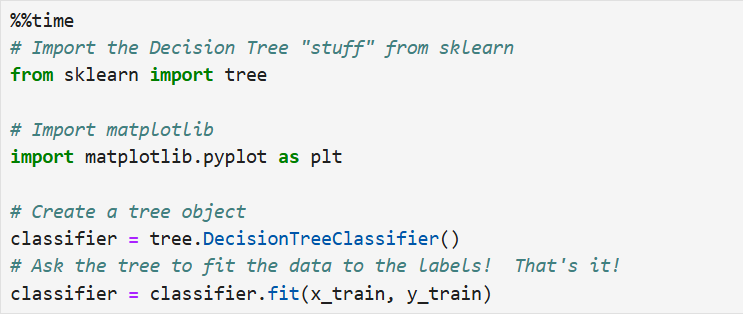 %%time
# Import the Decision Tree "stuff" from sklearn
from sklearn import tree
# Import matplotlib
import matplotlib.pyplot as plt
# Create a tree object
classifier = tree.DecisionTreeClassifier()
# Ask the tree to fit the data to the labels!  That's it!
classifier = classifier.fit(x_train, y_train)